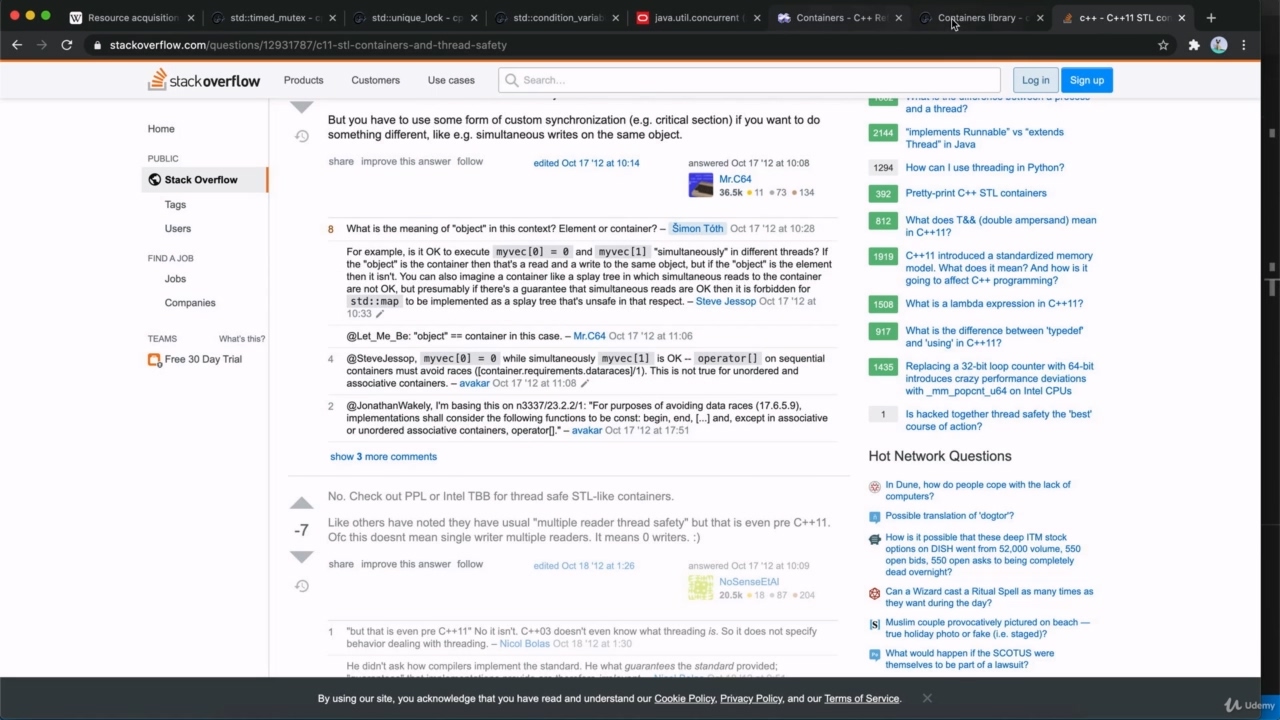 Resource acquisition
std::timed_mutex - c
std::unique_lock - cp
std::condition_variab
java.util.concurrent (
Containers - C++ Re
Containers library - c
c++ - C++11 STL con
stackoverflow.com/questions/12931787/c11-stl-containers-and-thread-safety
stackoverflow
Products
Customers
Use cases
Search...
Log in
Sign up
Home
PUBLIC
Stack Overflow
Tags
Users
FIND A JOB
Jobs
Companies
TEAMS
What's this?
Free 30 Day Trial
But you have to use some form of custom synchronization (e.g. critical section) if you want to do
something different, like e.g. simultaneous writes on the same object.
share improve this answer follow
edited Oct 17 '12 at 10:14
answered Oct 17 '12 at 10:08
Mr.C64
36.5k 11 73 134
8 What is the meaning of "object" in this context? Element or container? – Šimon Tóth Oct 17 '12 at 10:28
For example, is it OK to execute myvec[0] = 0 and myvec[1] "simultaneously" in different threads? If
the "object" is the container then that's a read and a write to the same object, but if the "object" is the element
then it isn't. You can also imagine a container like a splay tree in which simultaneous reads to the container
are not OK, but presumably if there's a guarantee that simultaneous reads are OK then it is forbidden for
std::map to be implemented as a splay tree that's unsafe in that respect. – Steve Jessop Oct 17 '12 at
10:33
@Let_Me_Be: "object" == container in this case. – Mr.C64 Oct 17 '12 at 11:06
4 @SteveJessop, myvec[0] = 0 while simultaneously myvec[1] is OK -- operator[] on sequential
containers must avoid races ([container.requirements.dataraces]/1). This is not true for unordered and
associative containers. – avakar Oct 17 '12 at 11:08
2 @JonathanWakely, I'm basing this on n3337/23.2.2/1: "For purposes of avoiding data races (17.6.5.9),
implementations shall consider the following functions to be const: begin, end, [...] and, except in associative
or unordered associative containers, operator[]." – avakar Oct 17 '12 at 17:51
show 3 more comments
No. Check out PPL or Intel TBB for thread safe STL-like containers.
-7
Like others have noted they have usual "multiple reader thread safety" but that is even pre C++11.
Ofc this doesnt mean single writer multiple readers. It means 0 writers. :)
share improve this answer follow
edited Oct 18 '12 at 1:26
answered Oct 17 '12 at 10:09
NoSenseEtAl
20.5k 18 87 204
1 "but that is even pre C++11" No it isn't. C++03 doesn't even know what threading is. So it does not specify
behavior dealing with threading. – Nicol Bolas Oct 18 '12 at 1:30
He didn't ask how compilers implement the standard. He what guarantees the standard provided;
and a thread?
2144 "implements Runnable" vs "extends
Thread" in Java
1294 How can I use threading in Python?
392 Pretty-print C++ STL containers
812 What does T&& (double ampersand) mean
in C++11?
1919 C++11 introduced a standardized memory
model. What does it mean? And how is it
going to affect C++ programming?
1508 What is a lambda expression in C++11?
917 What is the difference between 'typedef'
and 'using' in C++11?
1435 Replacing a 32-bit loop counter with 64-bit
introduces crazy performance deviations
with _mm_popcnt_u64 on Intel CPUs
1 Is hacked together thread safety the 'best'
course of action?
Hot Network Questions
In Dune, how do people cope with the lack of
computers?
Possible translation of 'dogtor'?
How is it possible that these deep ITM stock
options on DISH went from 52,000 volume, 550
open bids, 550 open asks to being completely
dead overnight?
Can a Wizard cast a Ritual Spell as many times as
they want during the day?
Muslim couple provocatively pictured on beach —
true holiday photo or fake (i.e. staged)?
What would happen if the SCOTUS were
themselves to be part of a lawsuit?
By using our site, you acknowledge that you have read and understand our Cookie Policy, Privacy Policy, and our Terms of Service.
Udemy